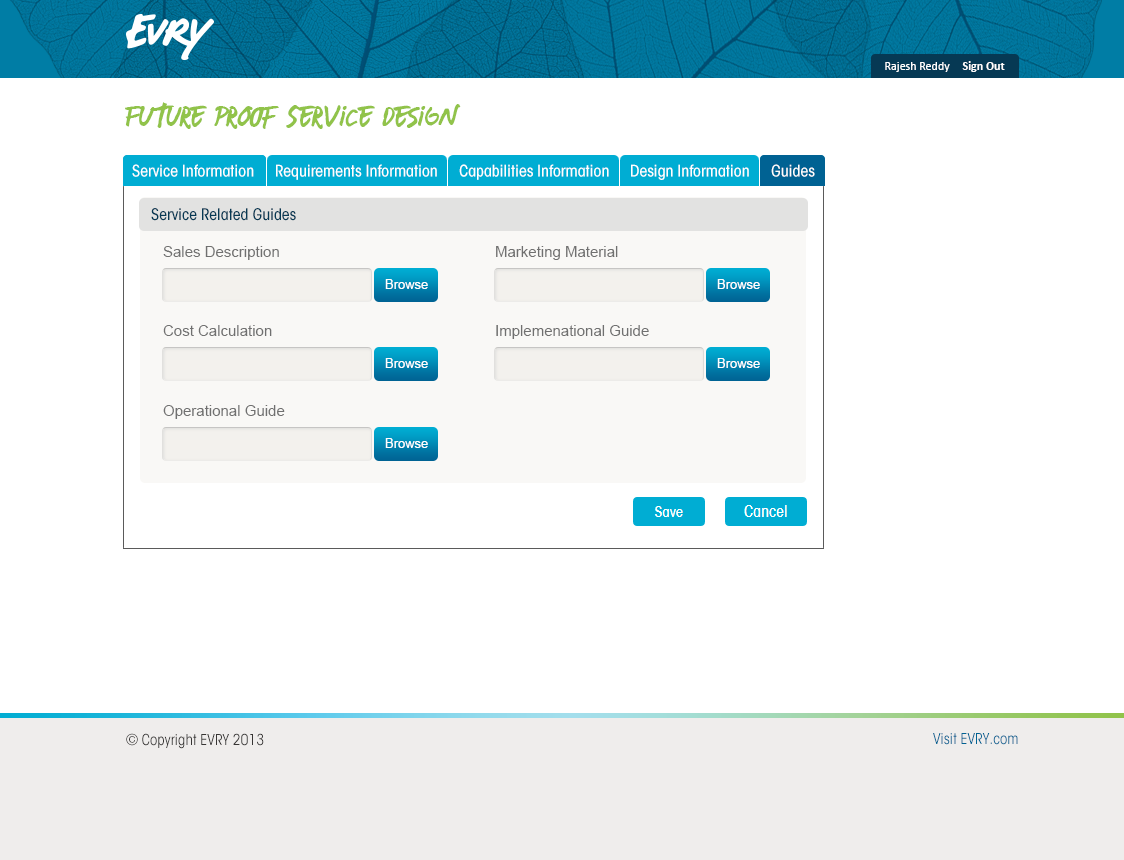 EVRY
Rajesh Reddy Sign Out
FUTURE PROOF SERVICE DESIGN
Service Information Requirements Information Capabilities Information Design Information Guides
Service Related Guides
Sales Description Marketing Material
Browse Browse
Cost Calculation Implemenational Guide
Browse Browse
Operational Guide
Browse
Save Cancel
© Copyright EVRY 2013 Visit EVRY.com